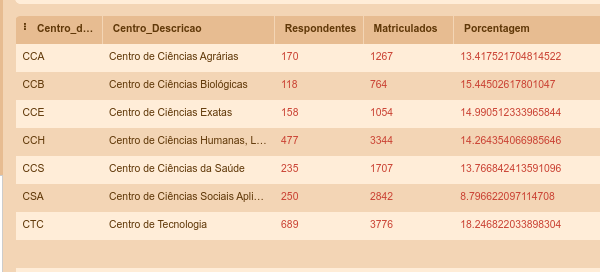 Centro_d... Centro_Descricao Respondentes Matriculados Porcentagem
CCA Centro de Ciências Agrárias 170 1267 13.417521704814522
CCB Centro de Ciências Biológicas 118 764 15.44502617801047
CCE Centro de Ciências Exatas 158 1054 14.990512333965844
CCH Centro de Ciências Humanas, L... 477 3344 14.264354066985646
CCS Centro de Ciências da Saúde 235 1707 13.766842413591096
CSA Centro de Ciências Sociais Apli... 250 2842 8.796622097114708
CTC Centro de Tecnologia 689 3776 18.246822033898304